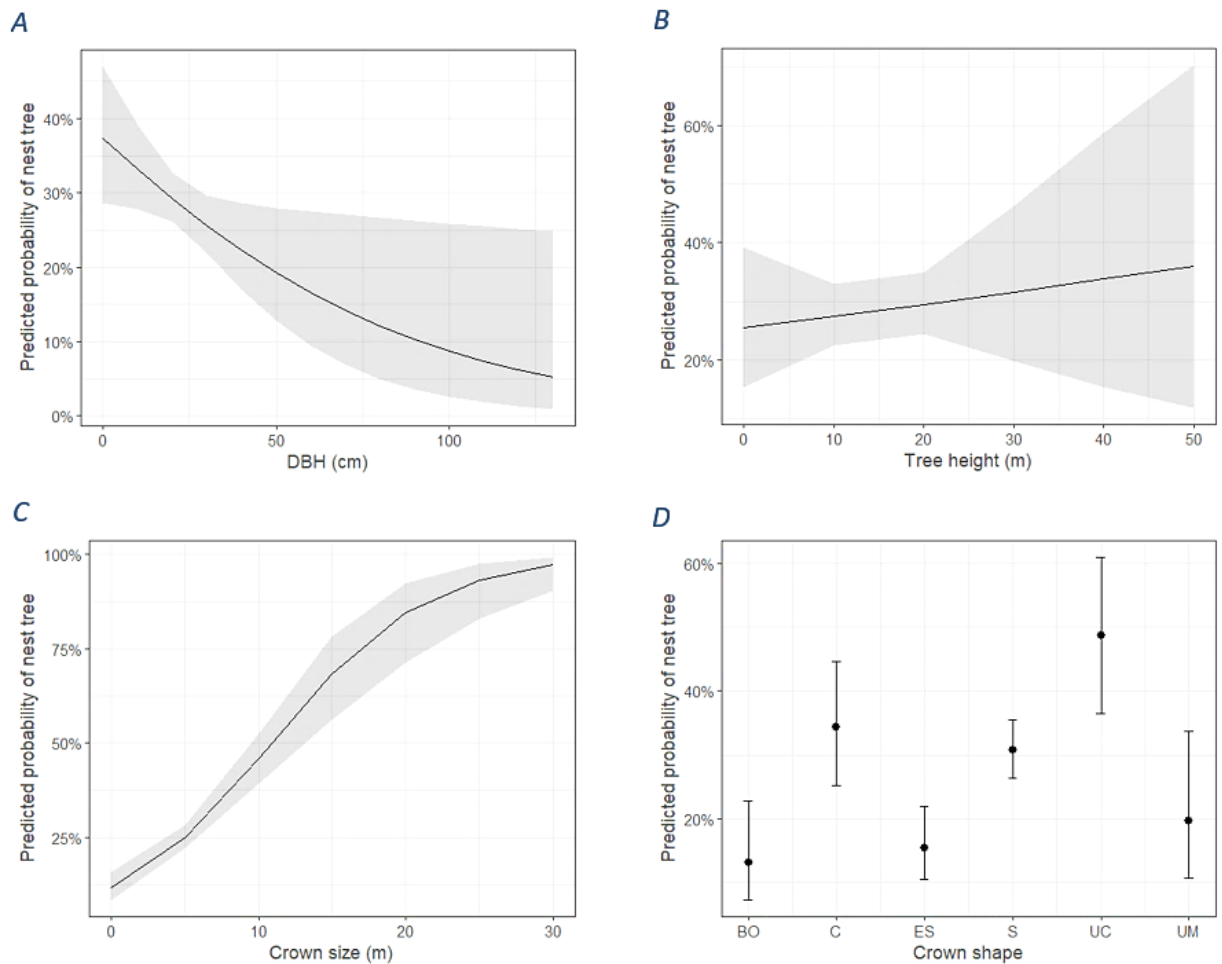 A
Predicted probability of nest tree
40%
30%
20%
10%
0%
0 50 100
DBH (cm)
B
Predicted probability of nest tree
60%
40%
20%
0 10 20 30 40 50
Tree height (m)
C
Predicted probability of nest tree
100%
75%
50%
25%
0 10 20 30
Crown size (m)
D
Predicted probability of nest tree
60%
40%
20%
BO C ES S UC UM
Crown shape